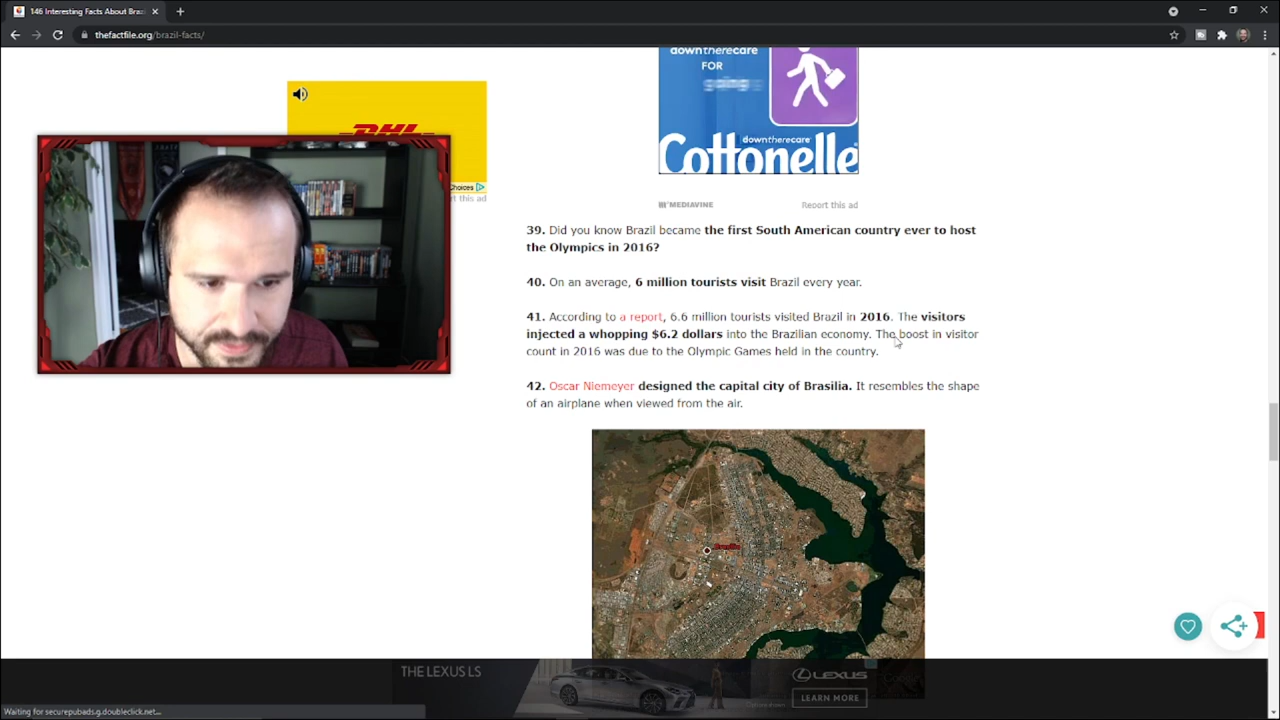 146 Interesting Facts About Braz
thefactfile.org/brazil-facts/
downtherecare
FOR
downtherecare
Cottonelle
DHL
Choices
rt this ad
MEDIAVINE
Report this ad
39. Did you know Brazil became the first South American country ever to host
the Olympics in 2016?
40. On an average, 6 million tourists visit Brazil every year.
41. According to a report, 6.6 million tourists visited Brazil in 2016. The visitors
injected a whopping $6.2 dollars into the Brazilian economy. The boost in visitor
count in 2016 was due to the Olympic Games held in the country.
42. Oscar Niemeyer designed the capital city of Brasilia. It resembles the shape
of an airplane when viewed from the air.
Brasilia
THE LEXUS LS
LEXUS
LEARN MORE
Waiting for securepubads.g.doubleclick.net...